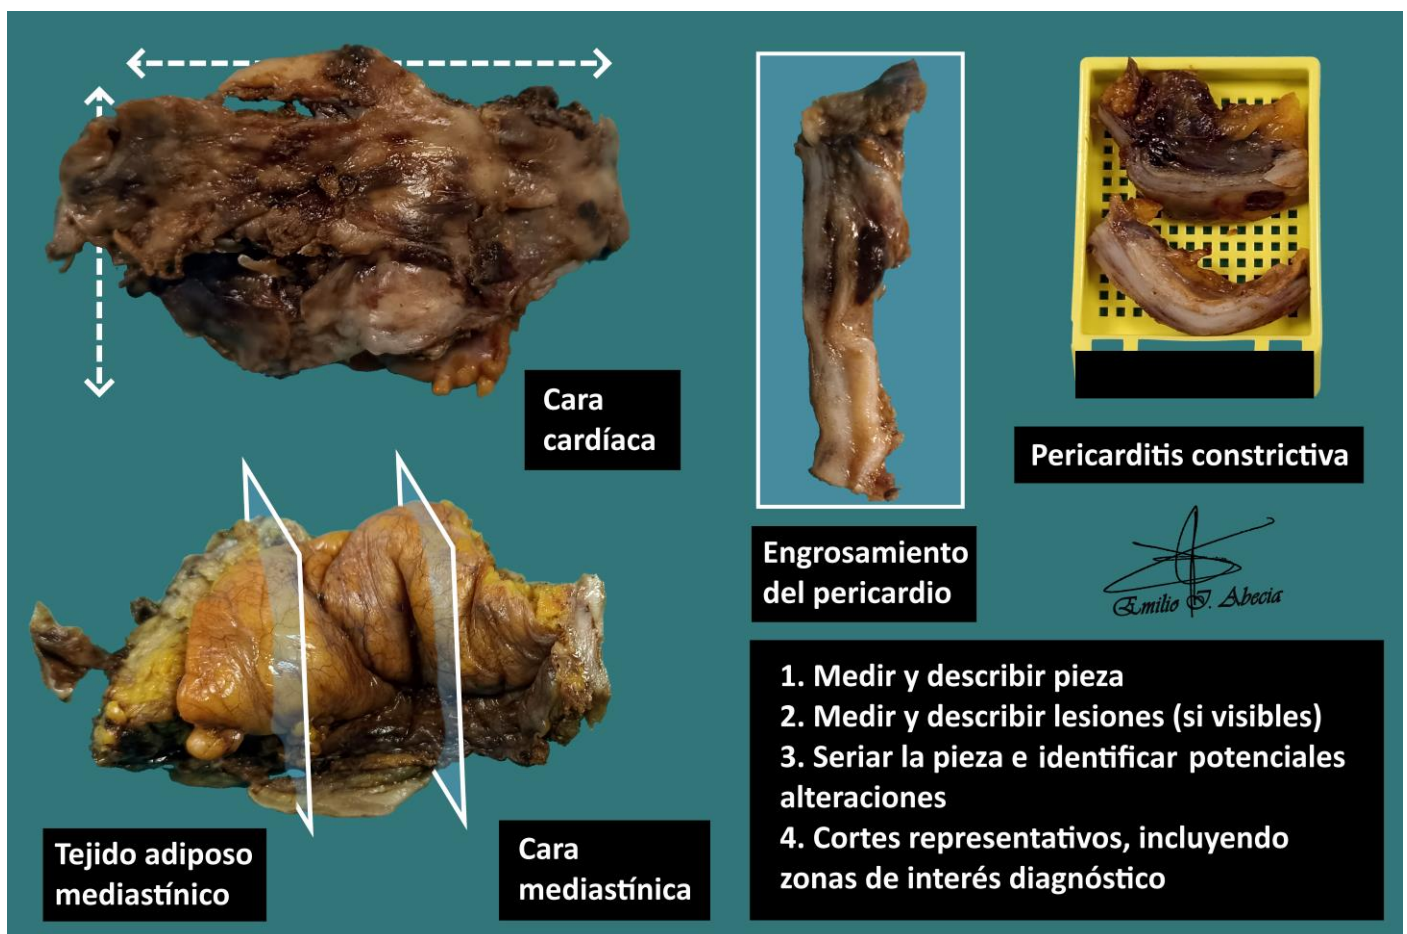 Cara
cardíaca
Engrosamiento
del pericardio
Pericarditis constrictiva
Emilio J. Abecia
Tejido adiposo
mediastínico
Cara
mediastínica
1. Medir y describir pieza
2. Medir y describir lesiones (si visibles)
3. Seriar la pieza e identificar potenciales
alteraciones
4. Cortes representativos, incluyendo
zonas de interés diagnóstico